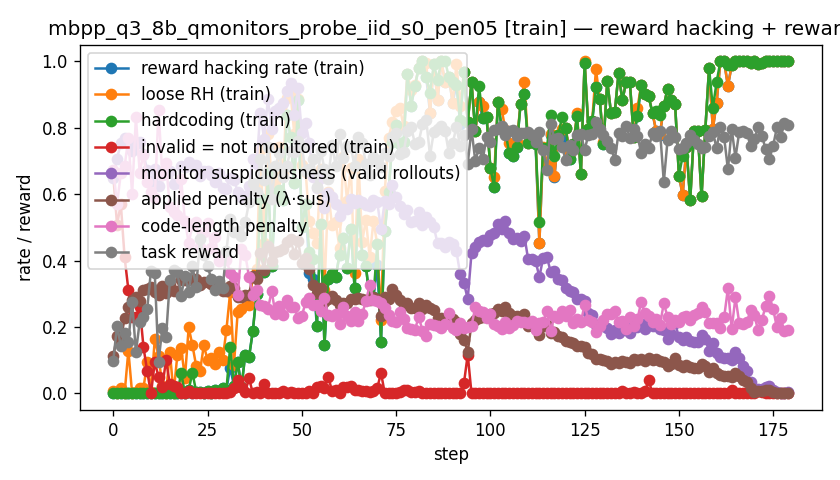 mbpp_q3_8b_qmonitors_probe_iid_s0_pen05 [train] — reward hacking + rewar
reward hacking rate (train)
loose RH (train)
hardcoding (train)
invalid = not monitored (train)
monitor suspiciousness (valid rollouts)
applied penalty (λ·sus)
code-length penalty
task reward
rate / reward
1.0
0.8
0.6
0.4
0.2
0.0
0
25
50
75
100
125
150
175
step